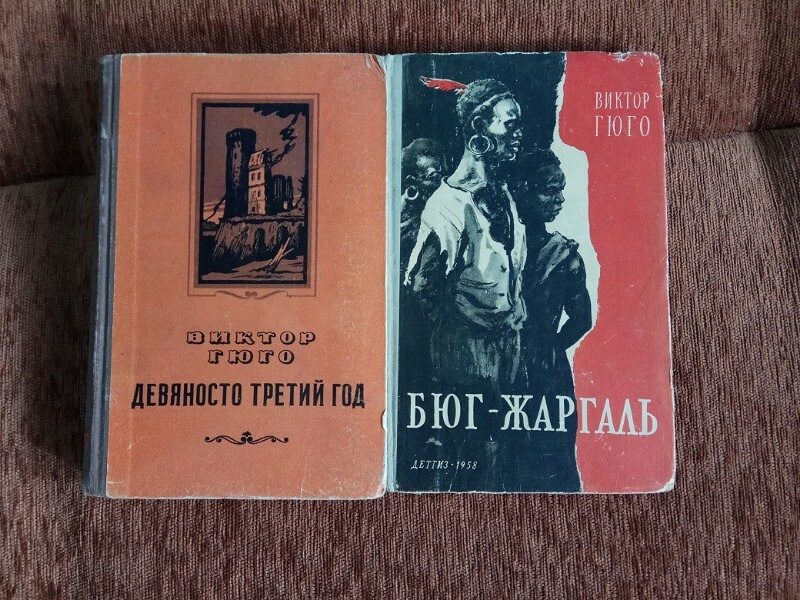 ВИКТОР
ГЮГО
ДЕВЯНОСТО ТРЕТИЙ ГОД
ВИКТОР
ГЮГО
БЮГ-ЖАРГАЛЬ
ДЕТГИЗ · 1958